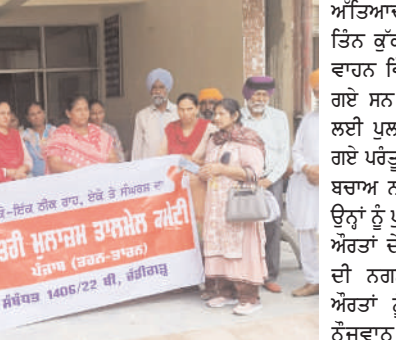 ਇੱਕੋ-ਇੱਕ ਠੀਕ ਰਾਹ, ਏਕੇ ਤੇ ਸੰਘਰਸ਼ ਦਾ
ਮੁਲਾਜ਼ਮ ਤਾਲਮੇਲ ਕਮੇਟੀ
ਪੰਜਾਬ (ਤਰਨ-ਤਾਰਨ)
ਸੰਬੰਧਤ 1406/22 ਬੀ, ਚੰਡੀਗੜ੍ਹ
ਤਿੰਨ
ਵਾਹਨ
ਗਏ ਸਨ
ਲਈ ਪੁਲ
ਗਏ ਪਰੰਤੂ
ਬਚਾਅ
ਉਨ੍ਹਾਂ ਨੂੰ
ਔਰਤਾਂ
ਦੀ ਨਗ
ਔਰਤਾਂ
ਨੌਜਵਾਨ